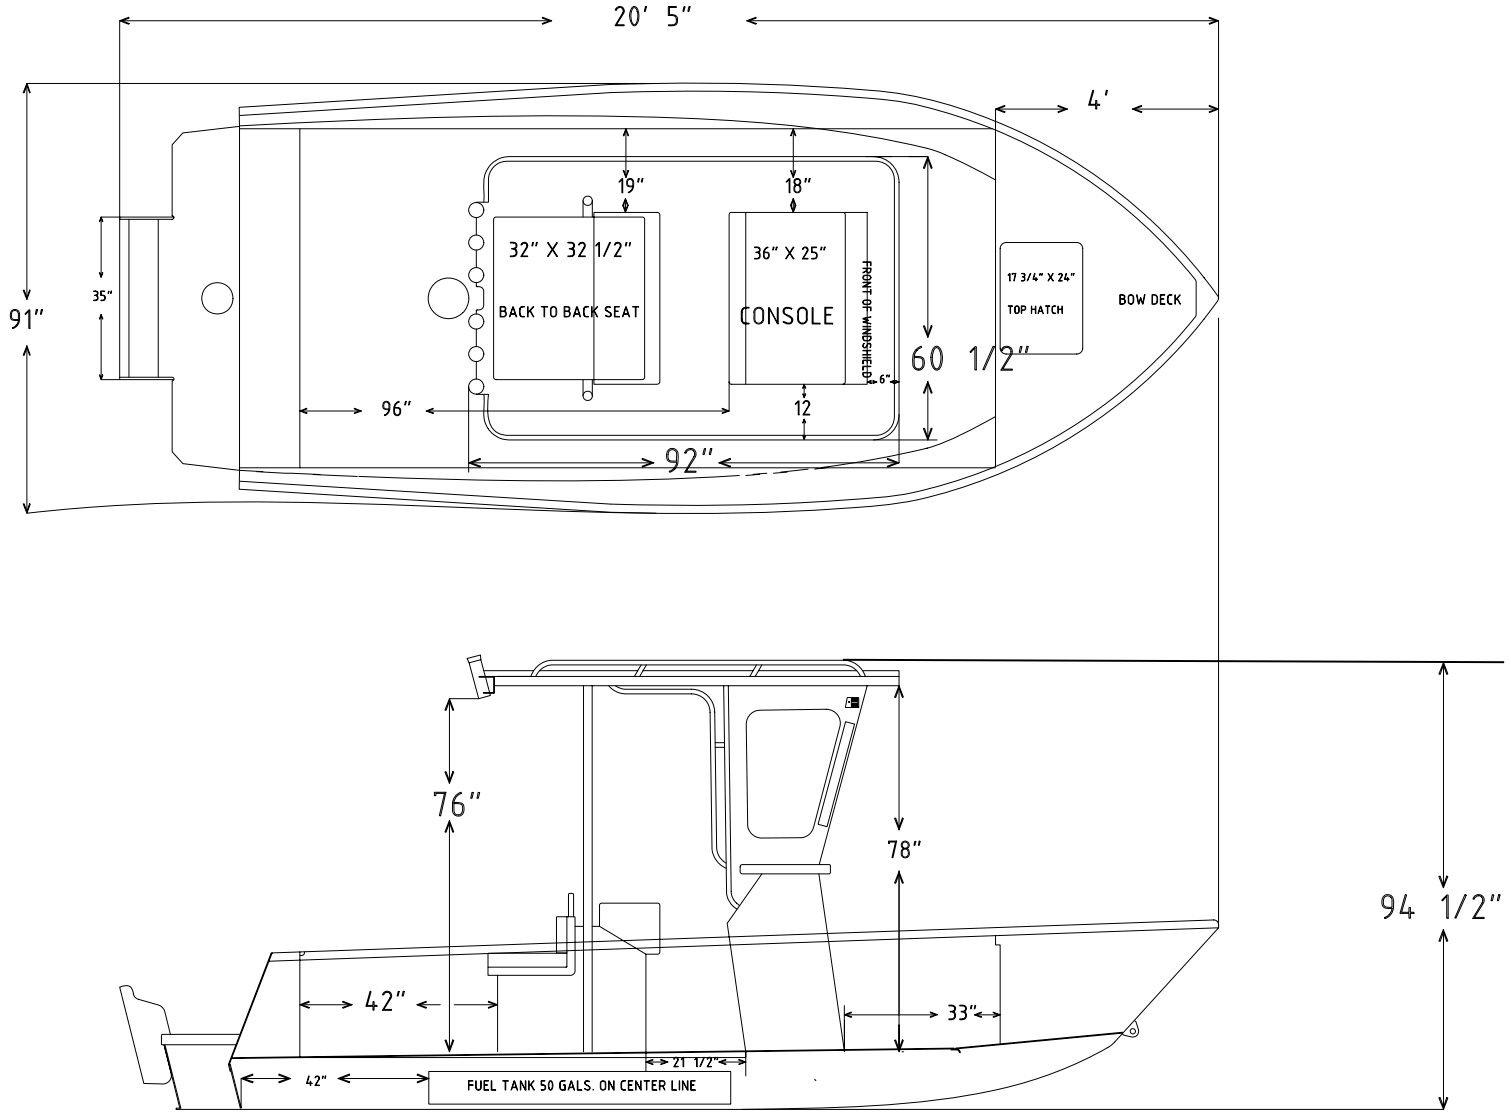 20' 5"
4'
19"
18"
32" X 32 1/2"
36" X 25"
FRONT OF WINDSHIELD
17 3/4" X 24"
35"
BOW DECK
TOP HATCH
BACK TO BACK SEAT
CONSOLE
91"
60 1/2"
6"
96"
12
92"
76"
78"
94 1/2"
42"
33"
21 1/2"
42"
FUEL TANK 50 GALS. ON CENTER LINE